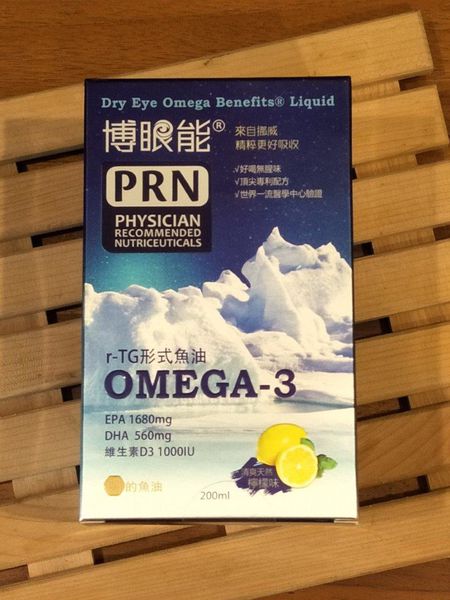 Dry Eye Omega Benefits® Liquid
博眼能®
來自挪威
精粹更好吸收
PRN
PHYSICIAN
RECOMMENDED
NUTRICEUTICALS
√好喝無腥味
√頂尖專利配方
√世界一流醫學中心驗證
r-TG形式魚油
OMEGA-3
EPA 1680mg
DHA 560mg
維生素D3 1000IU
清爽天然
檸檬味
的魚油
200ml